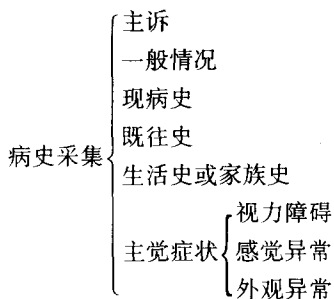 主诉
一般情况
现病史
既往史
病史采集
生活史或家族史
视力障碍
主觉症状
感觉异常
外观异常